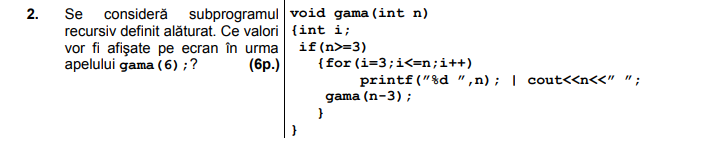 2. Se consideră subprogramul
recursiv definit alăturat. Ce valori
vor fi afişate pe ecran în urma
apelului gama(6);? (6p.)
void gama(int n)
{int i;
if(n>=3)
{for(i=3;i<=n;i++)
printf(″%d ″,n); | cout<<n<<″ ″;
gama(n-3);
}
}